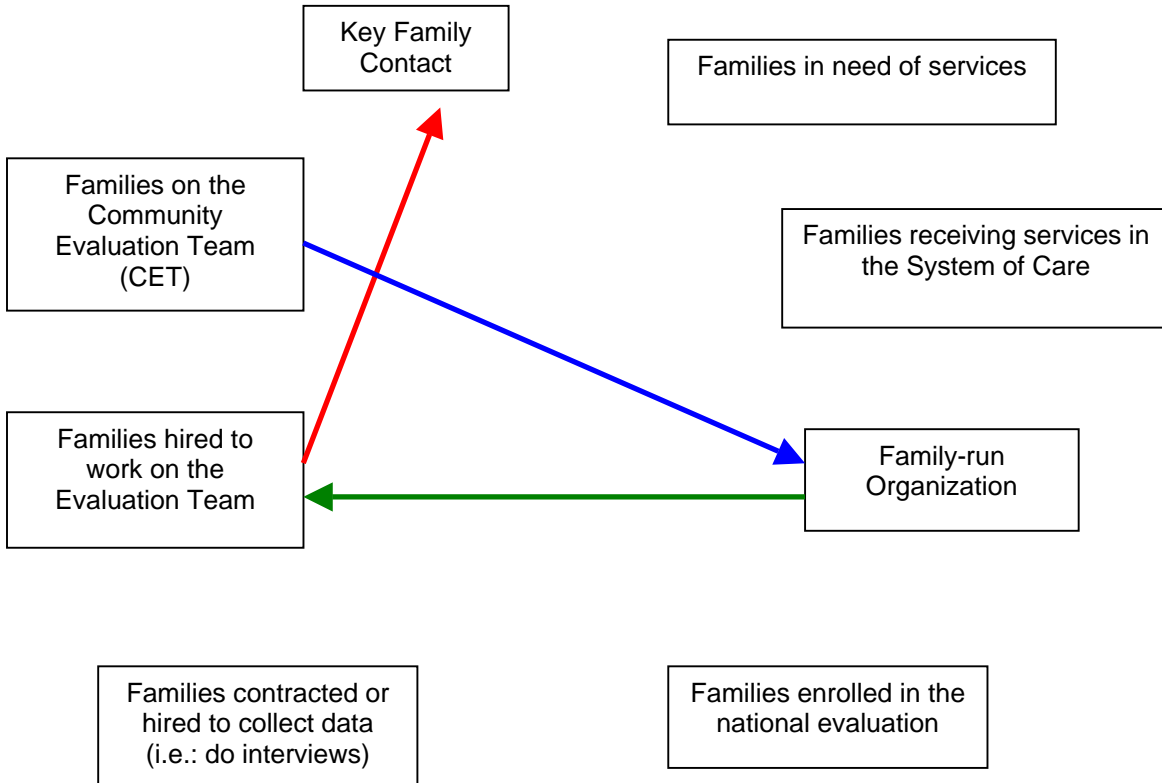 Key Family
Contact
Families in need of services
Families on the
Community
Evaluation Team
(CET)
Families receiving services in
the System of Care
Families hired to
work on the
Evaluation Team
Family-run
Organization
Families contracted or
hired to collect data
(i.e.: do interviews)
Families enrolled in the
national evaluation